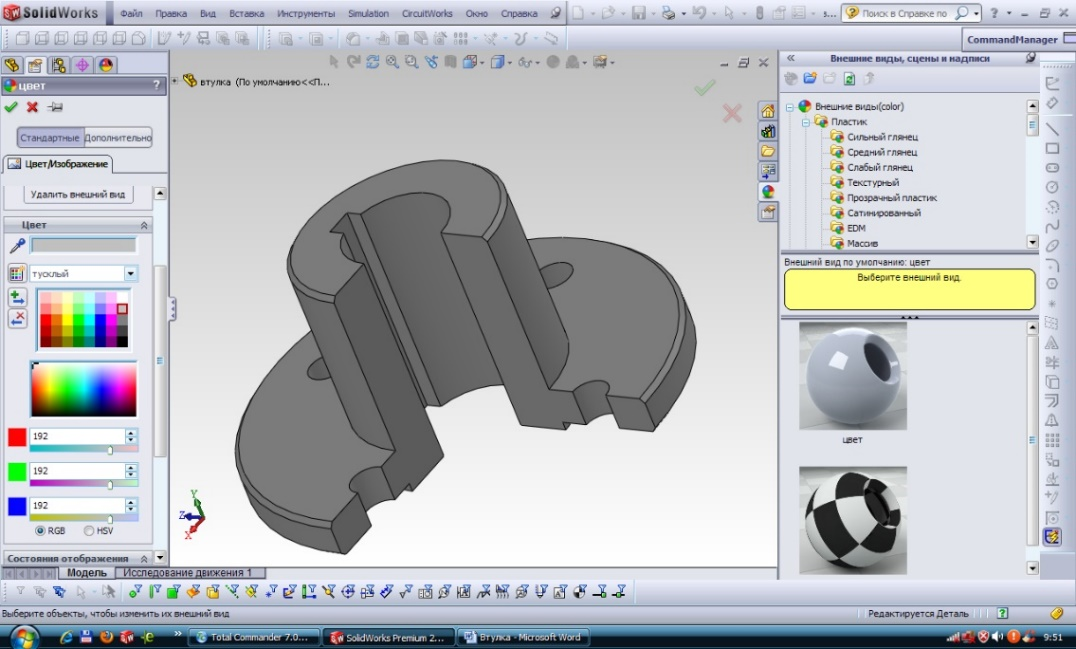 SolidWorks
Файл Правка Вид Вставка Инструменты Simulation CircuitWorks Окно Справка
Поиск в Справке по
CommandManager
втулка (По умолчанию<<П...
Цвет
?
Стандартные Дополнительно
Цвет/Изображение
Удалить внешний вид
Цвет
тусклый
192
192
192
RGB HSV
Состояния отображения
Y
Z
X
Внешние виды, сцены и надписи
Внешние виды(color)
Пластик
Сильный глянец
Средний глянец
Слабый глянец
Текстурный
Прозрачный пластик
Сатинированный
EDM
Массив
Внешний вид по умолчанию: цвет
Выберите внешний вид.
цвет
Модель Исследование движения 1
Выберите объекты, чтобы изменить их внешний вид
Редактируется Деталь
Total Commander 7.0... SolidWorks Premium 2... Втулка - Microsoft Word 9:51